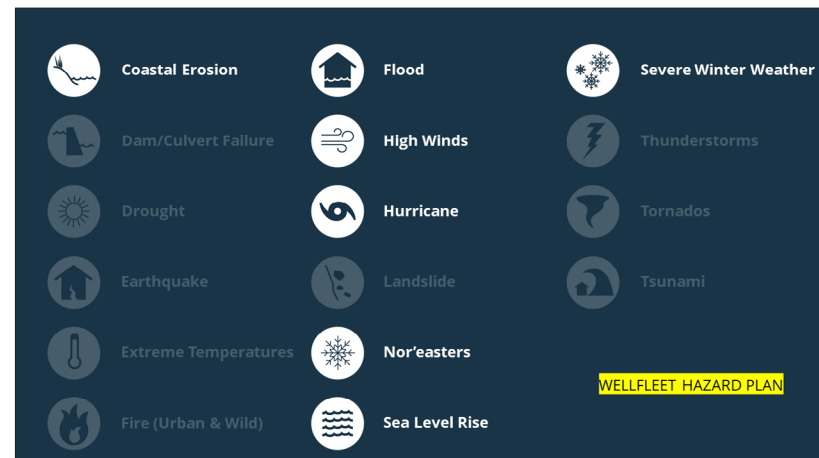 Coastal Erosion
Dam/Culvert Failure
Drought
Earthquake
Extreme Temperatures
Fire (Urban & Wild)
Flood
High Winds
Hurricane
Landslide
Nor’easters
Sea Level Rise
Severe Winter Weather
Thunderstorms
Tornados
Tsunami
WELLFLEET HAZARD PLAN